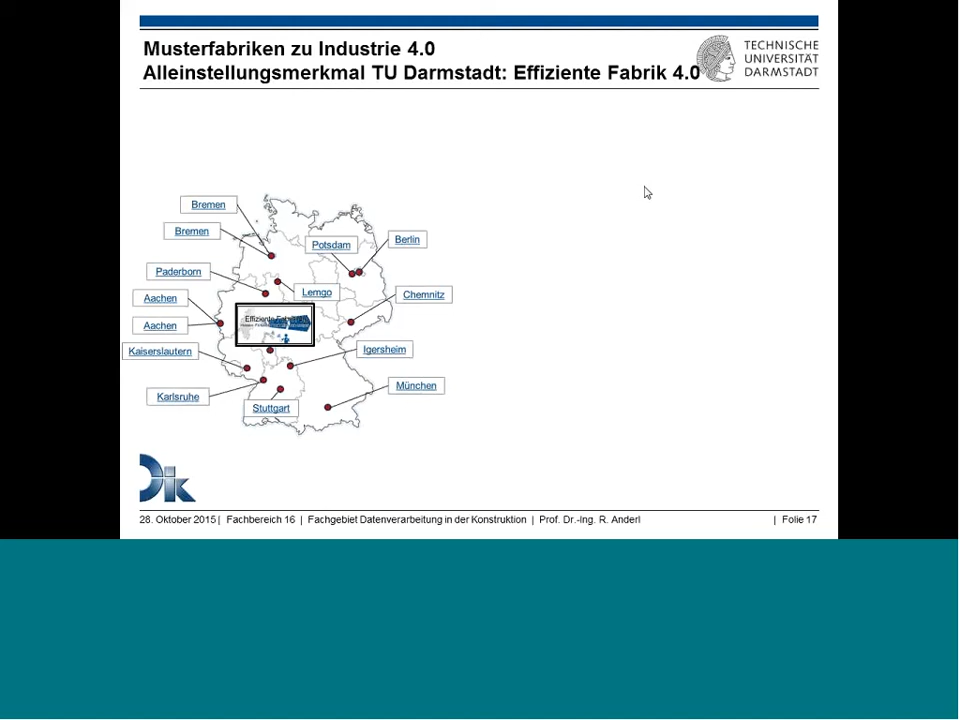 Musterfabriken zu Industrie 4.0
Alleinstellungsmerkmal TU Darmstadt: Effiziente Fabrik 4.0
TECHNISCHE
UNIVERSITÄT
DARMSTADT
Bremen
Bremen
Potsdam
Berlin
Paderborn
Lemgo
Chemnitz
Aachen
Effiziente Fabrik
Aachen
Kaiserslautern
Igersheim
München
Karlsruhe
Stuttgart
Dik
28. Oktober 2015 | Fachbereich 16 | Fachgebiet Datenverarbeitung in der Konstruktion | Prof. Dr.-Ing. R. Anderl
| Folie 17